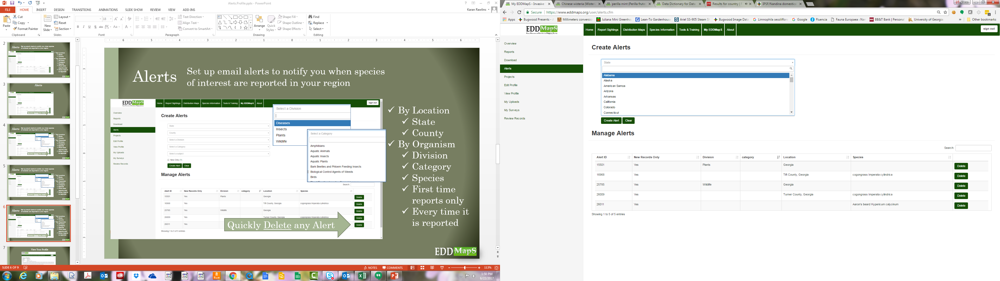 Alerts.Profile.pptx - PowerPoint
FILE HOME INSERT DESIGN TRANSITIONS ANIMATIONS SLIDE SHOW REVIEW VIEW ADD-INS
Karan Rawlins
Paste
Cut
Copy
Format Painter
Clipboard
New Slide
Layout
Reset
Section
Slides
18
Font
Text Direction
Align Text
Convert to SmartArt
Paragraph
Arrange
Quick Styles
Shape Fill
Shape Outline
Shape Effects
Drawing
Find
Replace
Select
Editing
2
3
4
5
6
7
View Your Profile
Alerts
Set up email alerts to notify you when species
of interest are reported in your region
EDDMapS
Home Report Sightings Distribution Maps Species Information Tools & Training My EDDMapS About
sign out
Overview
Reports
Download
Alerts
Projects
Edit Profile
View Profile
My Uploads
My Surveys
Review Records
Create Alerts
State
County
Select a Division
Select a Category
Select a subject
New Only (?)
Create Alert Clear
Select a Division
Diseases
Insects
Plants
Wildlife
Select a Category
Amphibians
Aquatic Animals
Aquatic Insects
Aquatic Plants
Bark Beetles and Phloem Feeding Insects
Biological Control Agents of Weeds
Birds
Manage Alerts
Search:
Alert ID New Records Only Division category Location Species
15501 Yes Plants Georgia Delete
16968 Yes Tift County, Georgia cogongrass Imperata cylindrica Delete
25765 Yes Wildlife Georgia Delete
26009 Yes Turner County, Georgia cogongrass Imperata cylindrica Delete
26011 Yes Delete
Showing 1 to 5 of 5 entries
Quickly Delete any Alert
✓ By Location
✓ State
✓ County
✓ By Organism
✓ Division
✓ Category
✓ Species
✓ First time
reports only
✓ Every time it
is reported
EDDMapS
SLIDE 6 OF 9
NOTES COMMENTS 113%
1:50 PM
6/22/2017
My EDDMapS - Invasive
Chinese wisteria (Wisteri
perilla mint (Perilla frute
Data Dictionary for Data
Results for country | F
IPSF/Nandina domestica
Karan
Secure https://www.eddmaps.org/user/alerts.cfm
Apps Bugwood Presents - A Millimeters conversio Juliana Mini Greenhou Lean-To Gardenhouse Ariel SS-905 Steam Sh Bugwood Image Data Limnophila sessiliflora Google Fluencia Fauna Europaea : Nam BB&T Bank | Personal University of Georgia: » Other bookmarks
EDDMapS
Early Detection & Distribution Mapping System
Home Report Sightings Distribution Maps Species Information Tools & Training My EDDMapS About
sign out
Overview
Reports
Download
Alerts
Projects
Edit Profile
View Profile
My Uploads
My Surveys
Review Records
Create Alerts
State
Alabama
Alaska
American Samoa
Arizona
Arkansas
California
Colorado
Connecticut
Create Alert Clear
Manage Alerts
Search:
Alert ID New Records Only Division category Location Species
15501 Yes Plants Georgia Delete
16968 Yes Tift County, Georgia cogongrass Imperata cylindrica Delete
25765 Yes Wildlife Georgia Delete
26009 Yes Turner County, Georgia cogongrass Imperata cylindrica Delete
26011 Yes Aaron's beard Hypericum calycinum Delete
Showing 1 to 5 of 5 entries